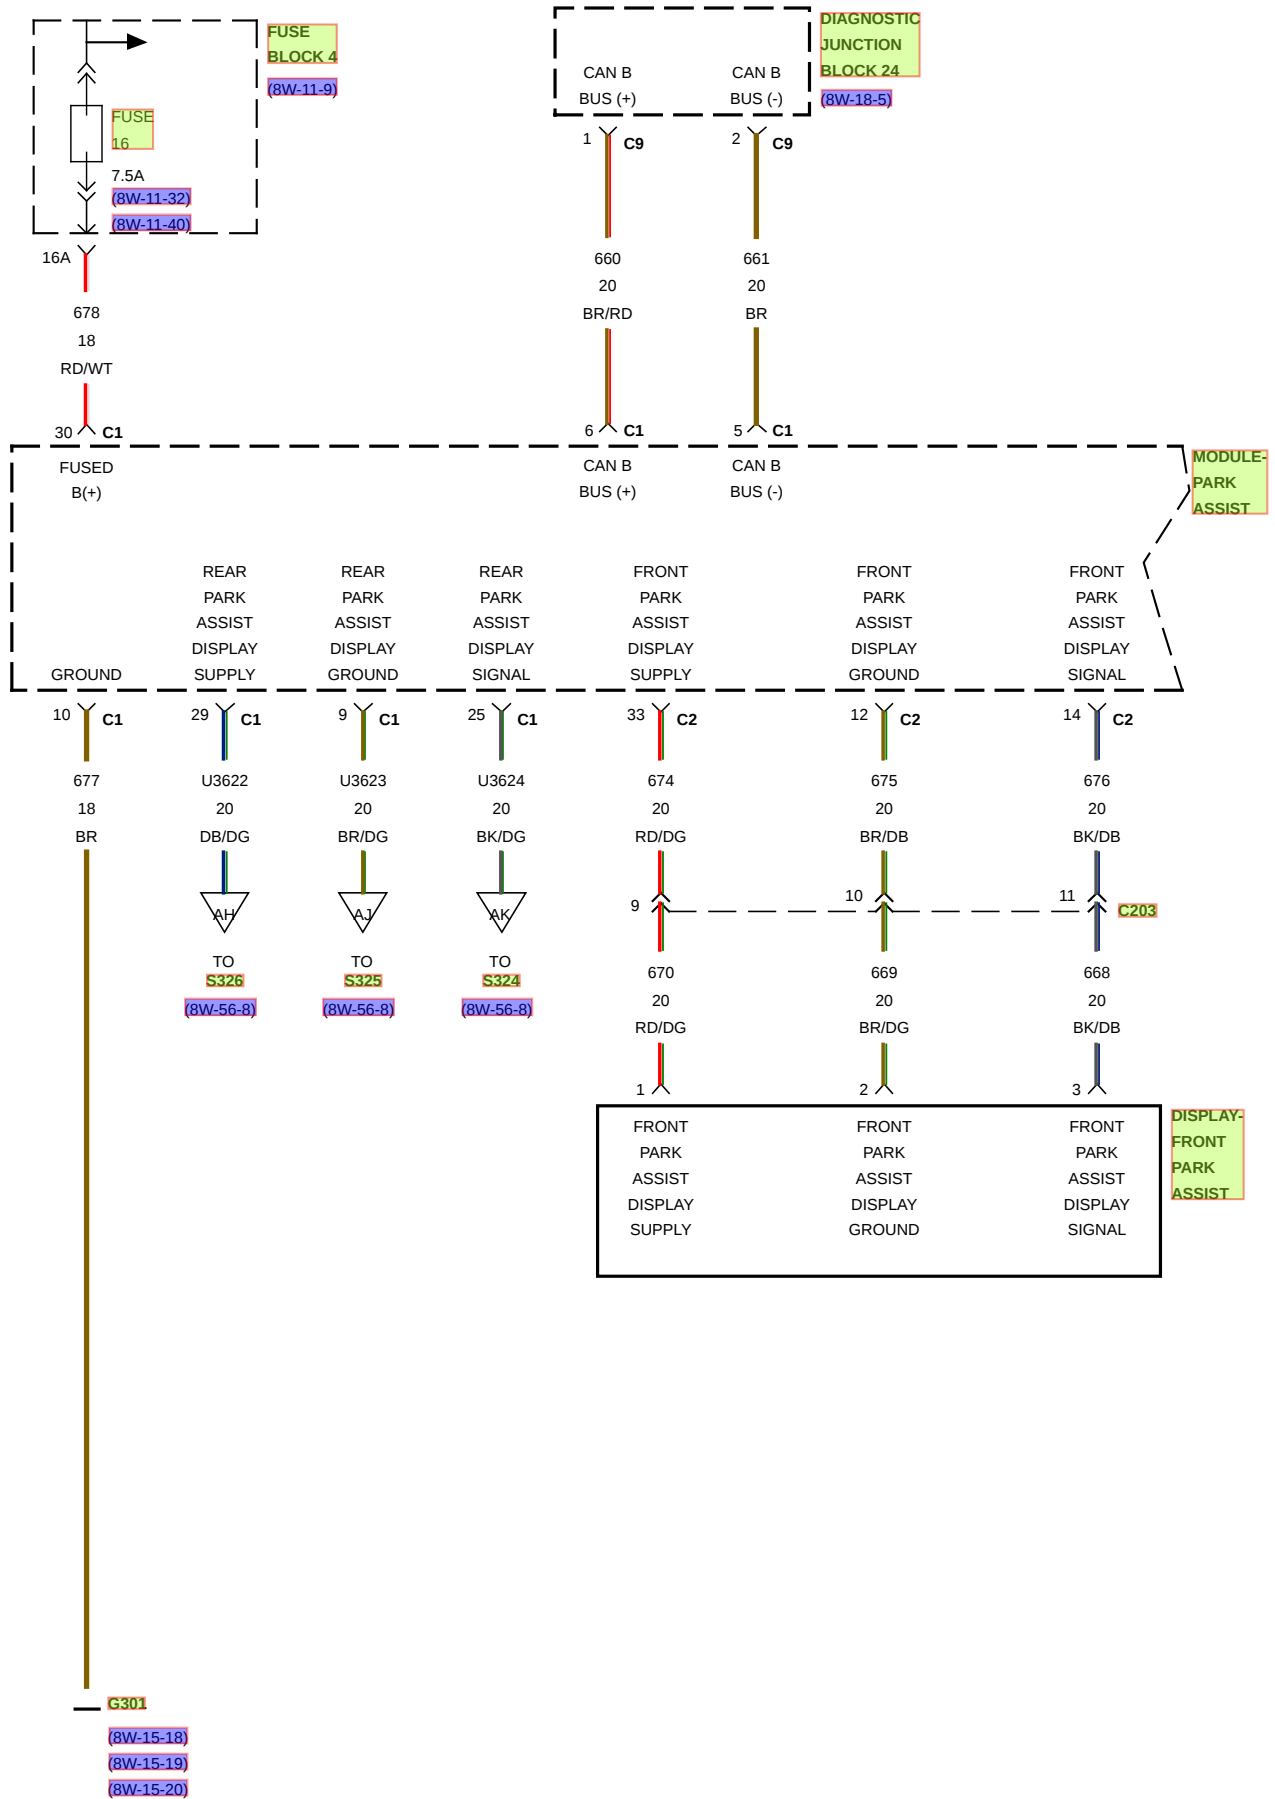 FUSE
BLOCK 4
(8W-11-9)
FUSE
16
7.5A
(8W-11-32)
(8W-11-40)
16A
678
18
RD/WT
30 C1
DIAGNOSTIC
JUNCTION
BLOCK 24
(8W-18-5)
CAN B CAN B
BUS (+) BUS (-)
1 C9 2 C9
660 661
20 20
BR/RD BR
6 C1 5 C1
FUSED CAN B CAN B
B(+) BUS (+) BUS (-)
MODULE-
PARK
ASSIST
REAR REAR REAR FRONT FRONT FRONT
PARK PARK PARK PARK PARK PARK
ASSIST ASSIST ASSIST ASSIST ASSIST ASSIST
DISPLAY DISPLAY DISPLAY DISPLAY DISPLAY DISPLAY
GROUND SUPPLY GROUND SIGNAL SUPPLY GROUND SIGNAL
10 C1 29 C1 9 C1 25 C1 33 C2 12 C2 14 C2
677 U3622 U3623 U3624 674 675 676
18 20 20 20 20 20 20
BR DB/DG BR/DG BK/DG RD/DG BR/DB BK/DB
AH AJ AK 9 10 11 C203
TO TO TO 670 669 668
S326 S325 S324 20 20 20
(8W-56-8) (8W-56-8) (8W-56-8) RD/DG BR/DG BK/DB
1 2 3
FRONT FRONT FRONT
PARK PARK PARK
ASSIST ASSIST ASSIST
DISPLAY DISPLAY DISPLAY
SUPPLY GROUND SIGNAL
DISPLAY-
FRONT
PARK
ASSIST
G301
(8W-15-18)
(8W-15-19)
(8W-15-20)